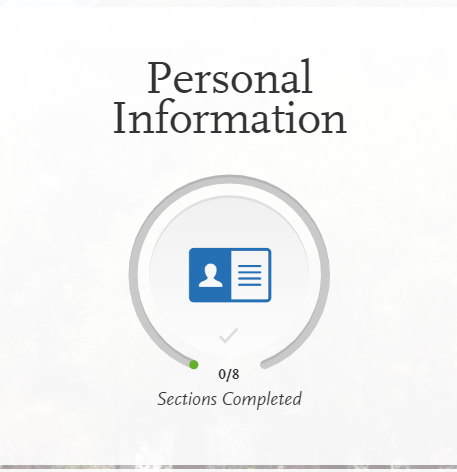 Personal
Information
0/8
Sections Completed